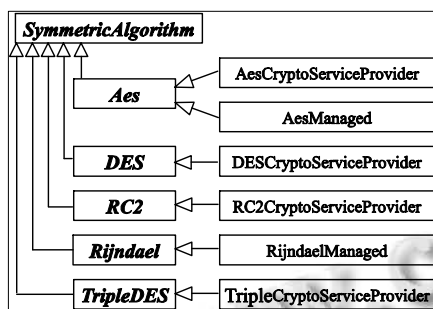 SymmetricAlgorithm
AesCryptoServiceProvider
Aes
AesManaged
DES
DESCryptoServiceProvider
RC2
RC2CryptoServiceProvider
Rijndael
RijndaelManaged
TripleDES
TripleCryptoServiceProvider